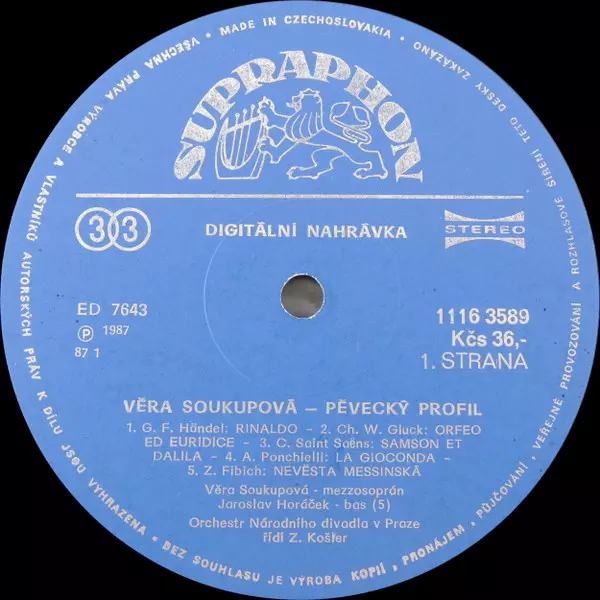 • MADE IN CZECHOSLOVAKIA •
VŠECHNA PRÁVA VÝROBCE A VLASTNÍKŮ AUTORSKÝCH PRÁV K DÍLU JSOU VYHRAŽENA • BEZ SOUHLASU JE VÝROBA KOPIÍ, PRONÁJEM, PŮJČOVÁNÍ, VEŘEJNÉ PROVOZOVÁNÍ A ROZHLASOVÉ ŠÍŘENÍ TÉTO DESKY ZAKÁZÁNO
SUPRAPHON
33
DIGITÁLNÍ NAHRÁVKA
STEREO
ED 7643
Ⓟ 1987
87 1
1116 3589
Kčs 36,-
1. STRANA
VĚRA SOUKUPOVÁ – PĚVECKÝ PROFIL
1. G. F. Händel: RINALDO – 2. Ch. W. Gluck: ORFEO
ED EURIDICE – 3. C. Saint Saëns: SAMSON ET
DALILA – 4. A. Ponchielli: LA GIOCONDA –
5. Z. Fibich: NEVĚSTA MESSINSKÁ
Věra Soukupová - mezzosoprán
Jaroslav Horáček - bas (5)
Orchestr Národního divadla v Praze
řídí Z. Košler